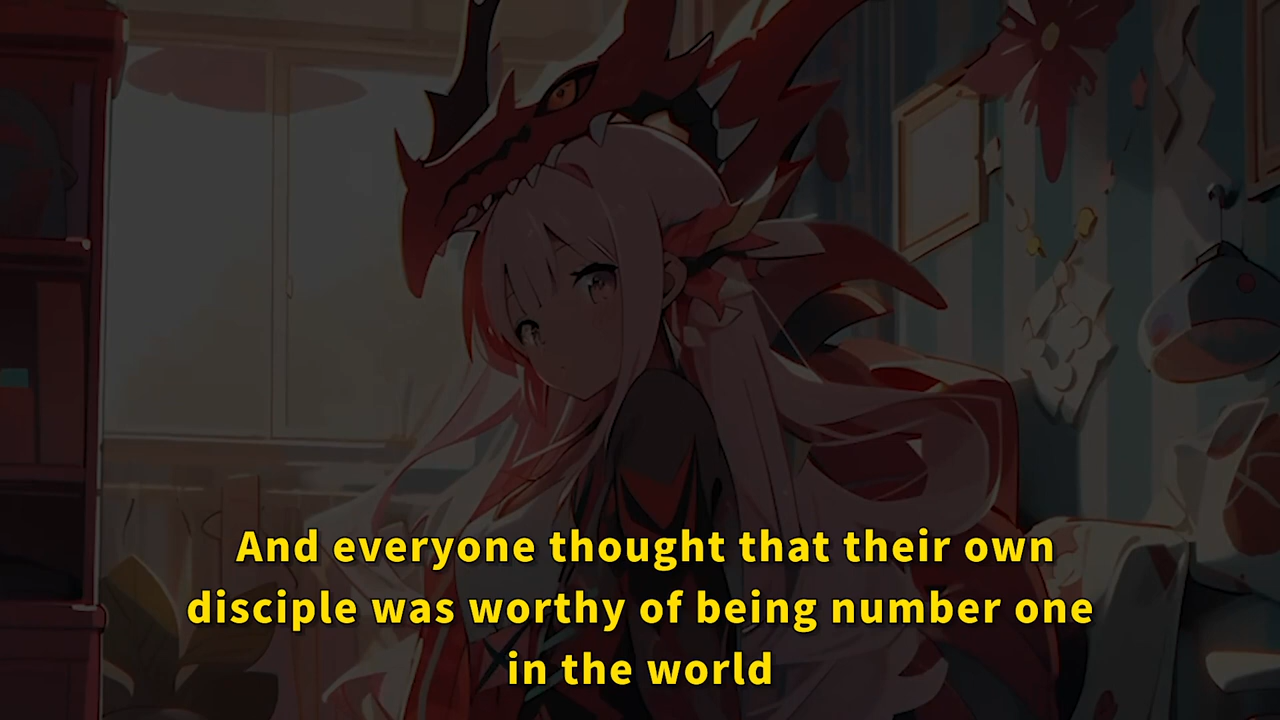 And everyone thought that their own
disciple was worthy of being number one
in the world